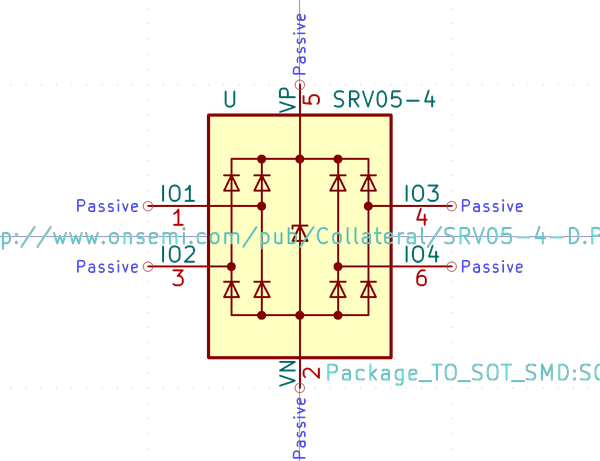 Passive
U
VP
5
SRV05-4
IO1
IO3
Passive
1
4
Passive
p://www.onsemi.com/pub/Collateral/SRV05-4-D.P
IO2
IO4
Passive
3
6
Passive
VN
2
Package_TO_SOT_SMD:SO
Passive